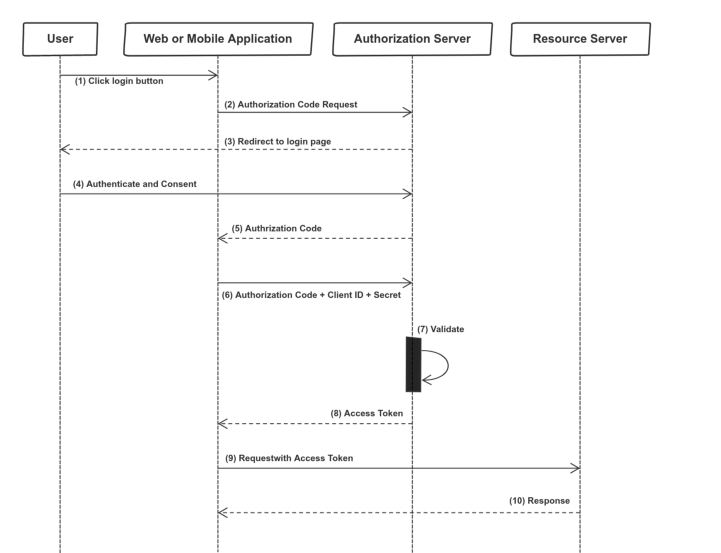 User
Web or Mobile Application
Authorization Server
Resource Server
(1) Click login button
(2) Authorization Code Request
(3) Redirect to login page
(4) Authenticate and Consent
(5) Authrization Code
(6) Authorization Code + Client ID + Secret
(7) Validate
(8) Access Token
(9) Requestwith Access Token
(10) Response